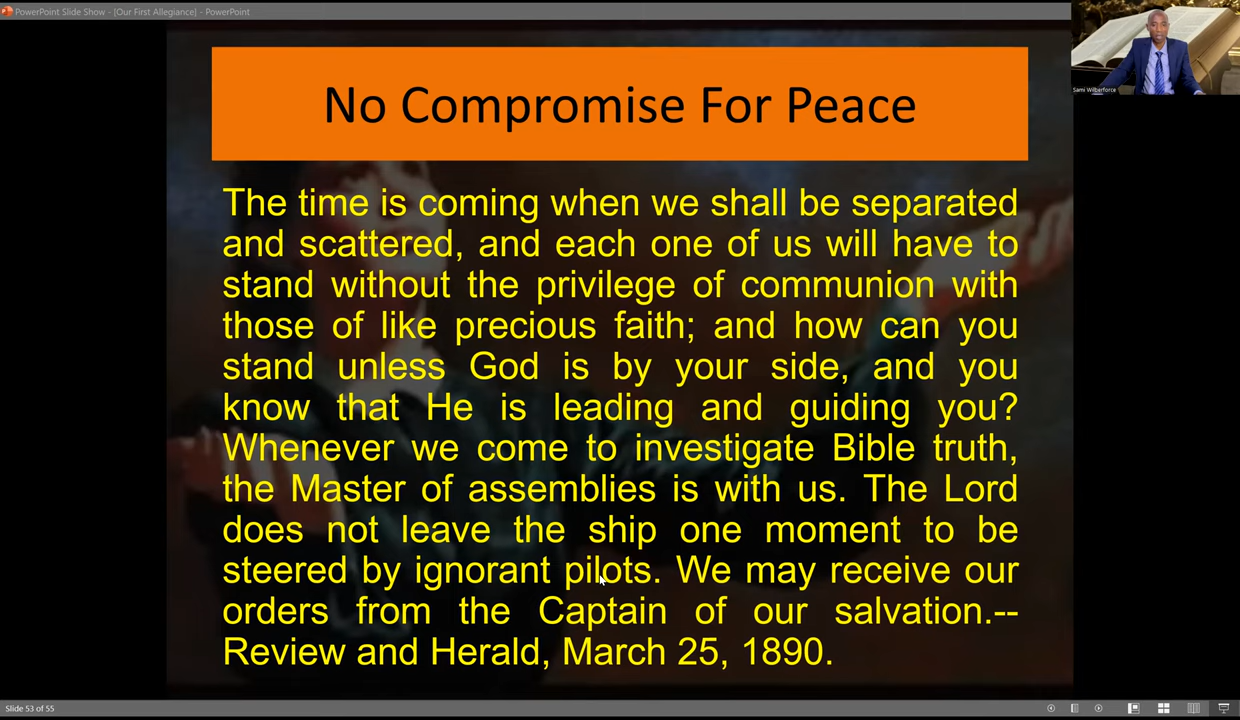 PowerPoint Slide Show - [Our First Allegiance] - PowerPoint
Sami Wilberforce
No Compromise For Peace
The time is coming when we shall be separated
and scattered, and each one of us will have to
stand without the privilege of communion with
those of like precious faith; and how can you
stand unless God is by your side, and you
know that He is leading and guiding you?
Whenever we come to investigate Bible truth,
the Master of assemblies is with us. The Lord
does not leave the ship one moment to be
steered by ignorant pilots. We may receive our
orders from the Captain of our salvation.--
Review and Herald, March 25, 1890.
Slide 53 of 55